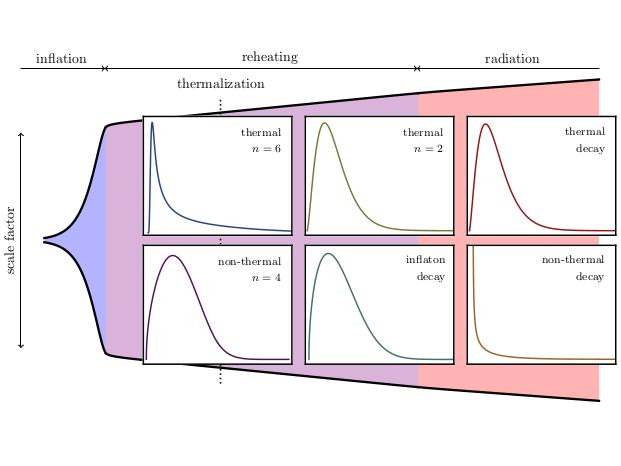 inflation
reheating
radiation
thermalization
scale factor
thermal
n = 6
thermal
n = 2
thermal
decay
non-thermal
n = 4
inflaton
decay
non-thermal
decay